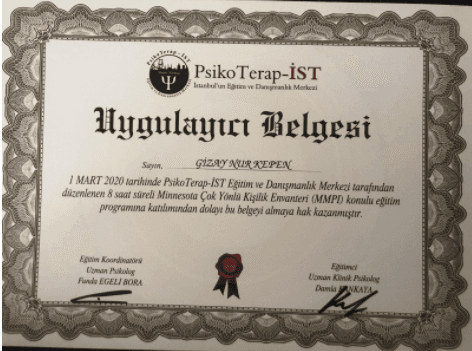 PsikoTerap-İST
PsikoTerap-İST
İstanbul'un Eğitim ve Danışmanlık Merkezi
Uygulayıcı Belgesi
Sayın, GİZAY NUR KEPEN
1 MART 2020 tarihinde PsikoTerap-İST Eğitim ve Danışmanlık Merkezi tarafından
düzenlenen 8 saat süreli Minnesota Çok Yönlü Kişilik Envanteri (MMPI) konulu eğitim
programına katılımından dolayı bu belgeyi almaya hak kazanmıştır.
Eğitim Koordinatörü
Uzman Psikolog
Funda EGELİ BORA
Eğitimci
Uzman Klinik Psikolog
Damla